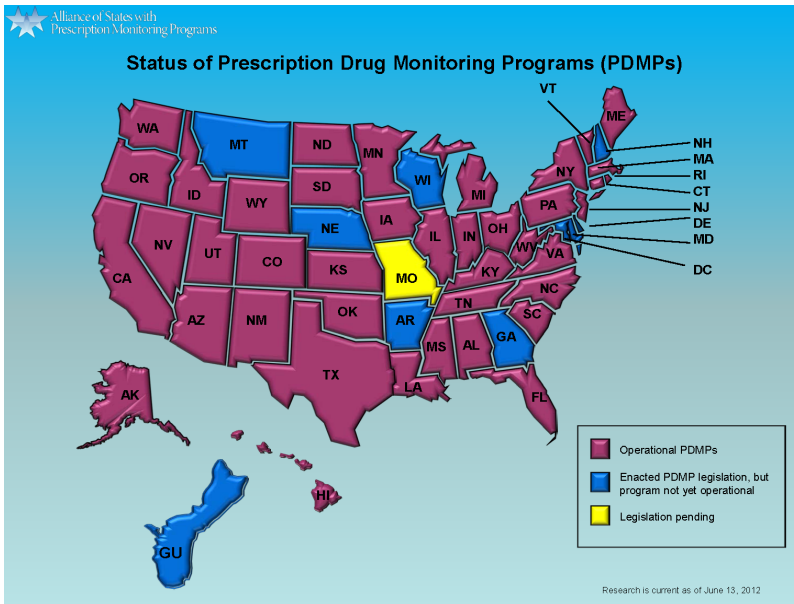 Alliance of States with
Prescription Monitoring Programs
Status of Prescription Drug Monitoring Programs (PDMPs)
VT
ME
WA
MT
ND
MN
NH
MA
OR
WI
NY
RI
ID
SD
MI
CT
WY
PA
NJ
IA
NE
OH
DE
NV
IL
IN
MD
UT
WV
VA
CO
KS
MO
KY
DC
CA
NC
TN
OK
AZ
NM
AR
SC
MS
AL
GA
TX
LA
AK
FL
HI
GU
Operational PDMPs
Enacted PDMP legislation, but
program not yet operational
Legislation pending
Research is current as of June 13, 2012